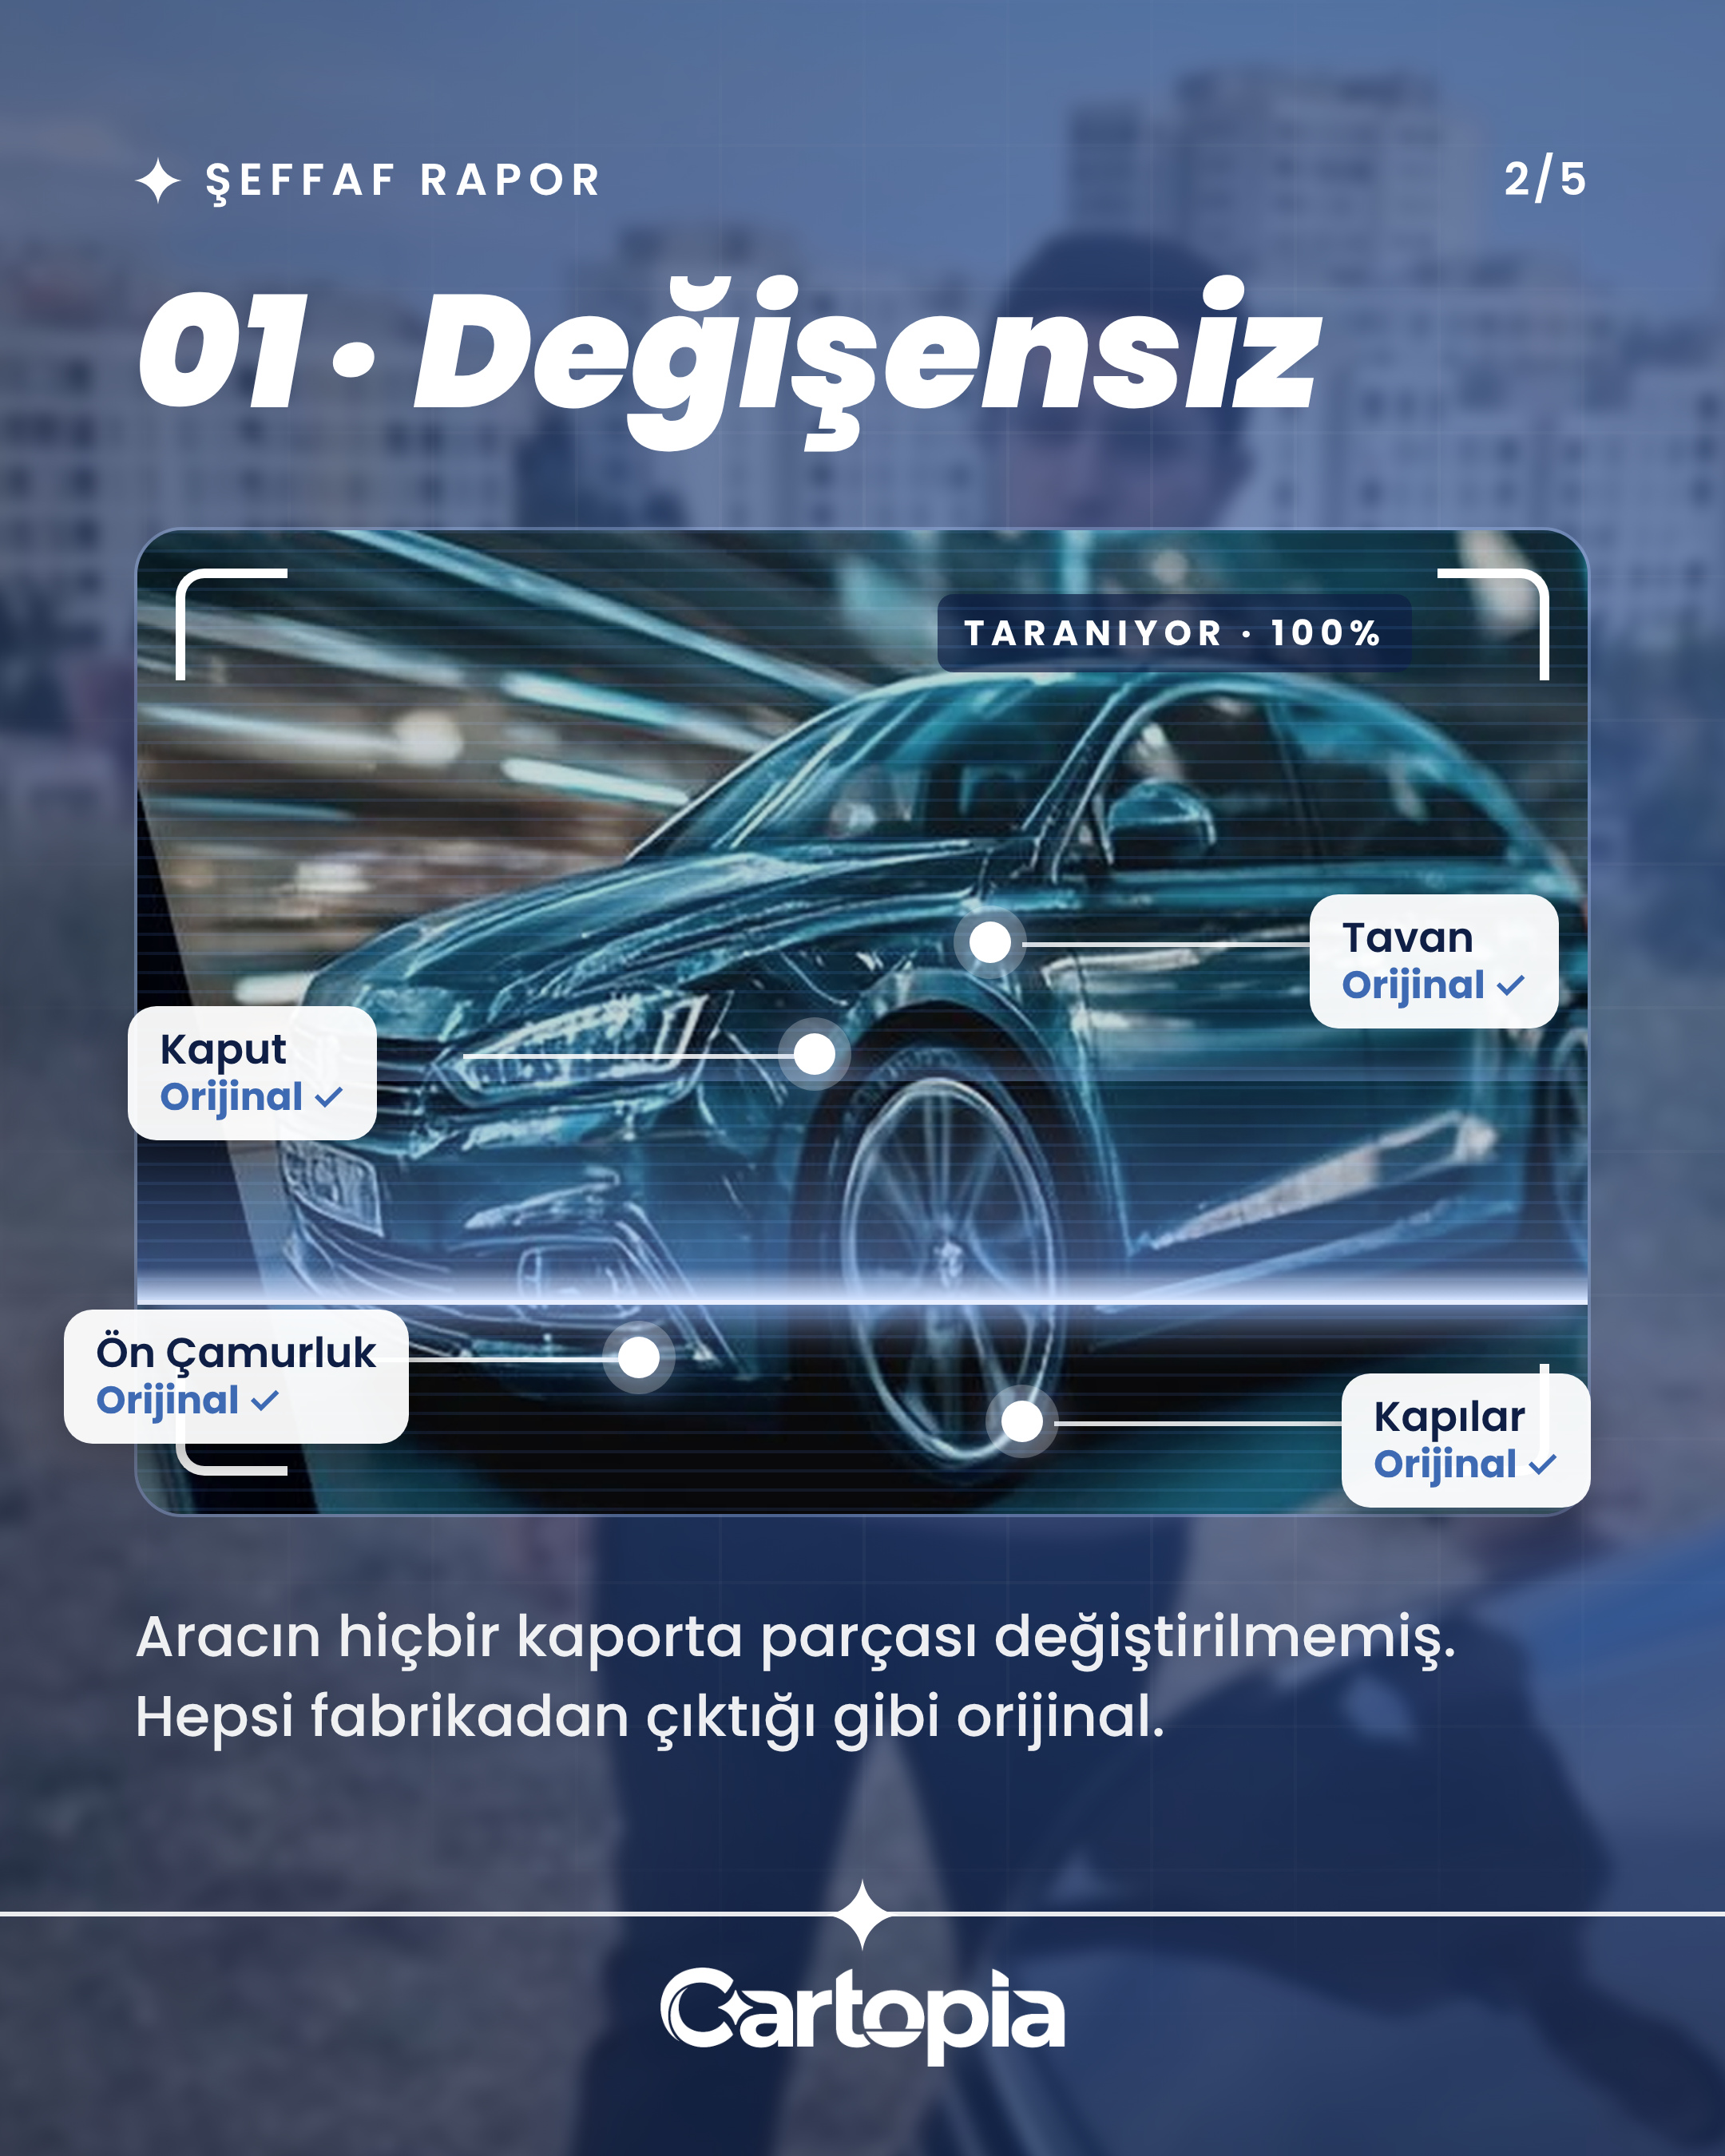 ŞEFFAF RAPOR
2/5
01· Değişensiz
TARANIYOR · 100%
Tavan
Orijinal ✓
Kaput
Orijinal ✓
Ön Çamurluk
Orijinal ✓
Kapılar
Orijinal ✓
Aracın hiçbir kaporta parçası değiştirilmemiş.
Hepsi fabrikadan çıktığı gibi orijinal.
Cartopia